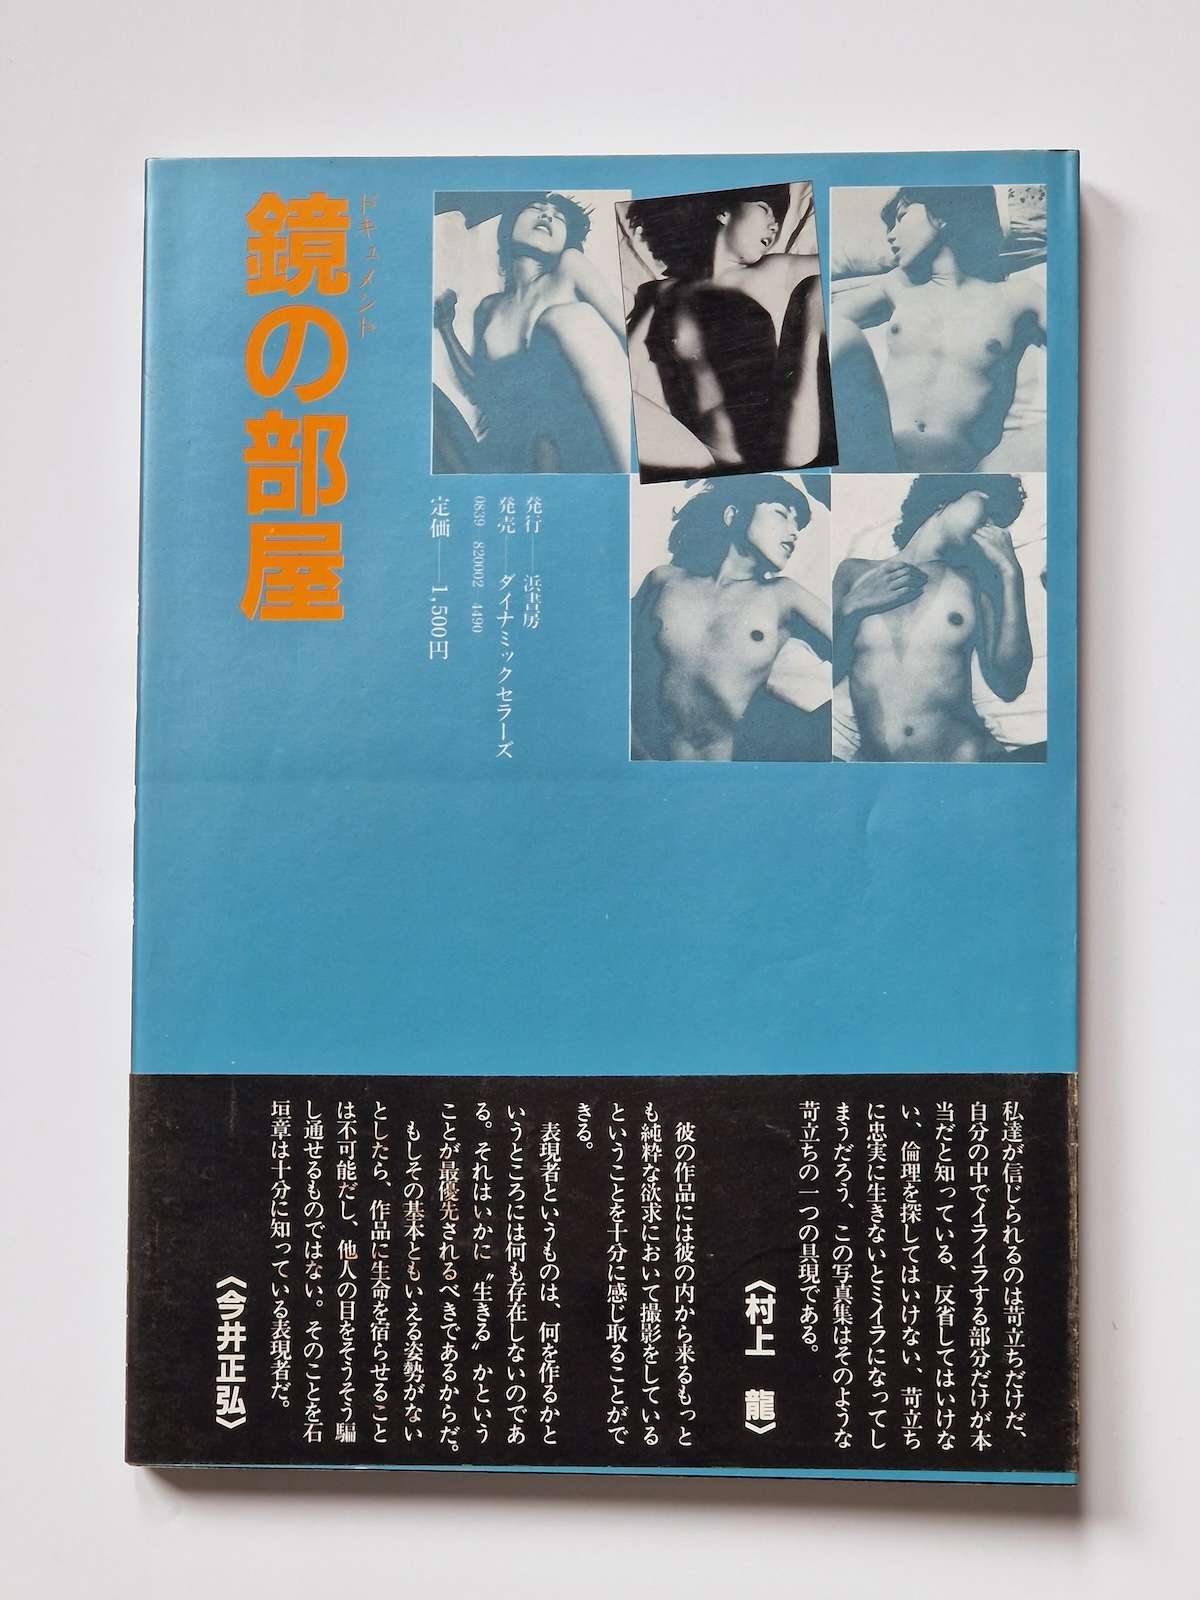 ドキュメント
鏡の部屋
発行──浜書房
発売──ダイナミックセラーズ
0839 820002 4490
定価──1,500円
私達が信じられるのは苛立ちだけだ、
自分の中でイライラする部分だけが本
当だと知っている、反省してはいけな
い、倫理を探してはいけない、苛立ち
に忠実に生きないとミイラになってし
まうだろう、この写真集はそのような
苛立ちの一つの具現である。
〈村上 龍〉
彼の作品には彼の内から来るもっと
も純粋な欲求において撮影をしている
ということを十分に感じ取ることがで
きる。
表現者というものは、何を作るかと
いうところには何も存在しないのであ
る。それはいかに〝生きる〟かという
ことが最優先されるべきであるからだ。
もしその基本ともいえる姿勢がない
としたら、作品に生命を宿らせること
は不可能だし、他人の目をそうそう騙
し通せるものではない。そのことを石
垣章は十分に知っている表現者だ。
〈今井正弘〉